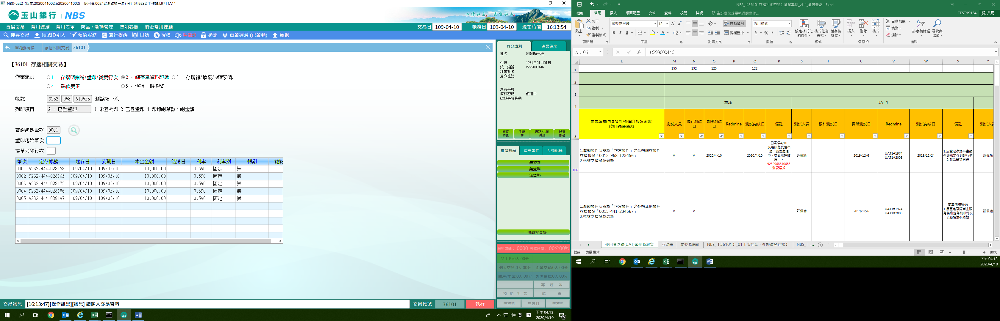 NBS-uat2 (版本:2020041002.b2020041002) 使用者:00242(測試櫃一辰) 分行別:9232 工作站:L9711A11
玉山銀行 | NBS
心清如玉, 義重如山
自選交易 常用連結 常用表單 商品 / 活動管理 智能客服 消金常用連結
交易日 109-04-10 帳務日 109-04-10 現在時間 16:13:54
搜尋交易 帳號ID引入 預約服務 蒞行提醒 日誌 授權 廣播:9 鎖定 重啟週邊 (已啟動) 簽退
單/摺(補換.. 存摺相關交易 36101
【36101 存摺相關交易】
作業類別
1 - 存摺明細補/重印/變更行次 2 - 綜存單資料印錄 3 - 存摺補/換發/封面列印
4 - 磁條更正 5 - 恢復一摺多幣
帳號 9232 968 610653 測試顏一地
列印項目 2 - 已登重印 1-未登補印 2-已登重印 4-印錄總筆數、總金額
查詢起始筆次 0001
重印起始筆次
存單列印行次
筆次 定存帳號 起存日 到期日 本金金額 結清日 利率 利率別 轉期 註記
0001 9232-444-028158 109/04/10 109/05/10 10,000.00 0.590 固定 無
0002 9232-444-028165 109/04/10 109/05/10 10,000.00 0.590 固定 無
0003 9232-444-028172 109/04/10 109/05/10 10,000.00 0.590 固定 無
0004 9232-444-028186 109/04/10 109/05/10 10,000.00 0.590 固定 無
0005 9232-444-028197 109/04/10 109/05/10 10,000.00 0.590 固定 無
交易訊息 [16:13:47][操作訊息][訊息] 請輸入交易資料 交易代號 36101 執行
身分識別 產品往來
姓名 測試顏一地
生日 1981年01月01日
統一編號 C299000446
理專姓名
身分註記
注意事項
簡訊密碼 使用中
近期事故異動
顧客資訊 手續費 通路/共同行銷 顧客影像
推薦商品 重要事件 互動記錄
無資料
無資料
無資料
一般轉介登錄
服務號碼: 0000 等候時間: 00分00秒
V I P :0人 00分
個人交易:0人 00分 企業交易:0人 00分
開戶/申請:0人 00分 外匯業務:0人 00分
再 呼 叫
預 約 叫 號 結 束
無資料 無資料 無資料
英
下午 04:13
2020/4/10
5
NBS_【36101存摺相關交易】測試案例_v1.4_測資盤點 - Excel
檔案 常用 插入 版面配置 公式 資料 校閱 檢視 告訴我您想要執行的動作... TEST19134 共用
貼上 剪下 複製 複製格式 剪貼簿
微軟正黑體 12 B I U 字型
自動換列 跨欄置中 對齊方式
通用格式 $ % 數值
設定格式化的條件 格式化為表格 儲存格樣式 樣式
插入 刪除 格式 儲存格
自動加總 填滿 清除 排序與篩選 尋找與選取 編輯
AL106 fx C299000446
L M N O P Q R S T U V W X Y
1 155 132 125 122
2
3
4 專項 UAT 1
5
前置準備(包含資料/外圍介接系統等)
(與IT討論確認)
測試人員 預計測試日 實際測試日 Redmine 測試完成日 備註 測試人員 預計測試日 實際測試日 Redmine 測試完成日 備註 測試人員
106
1.產製帳戶狀態為「正常帳戶」之台幣綜存帳戶
存摺帳號「0015-968-123456」
2.帳號之摺號為最新
V V 2020/4/10 2020/4/10
已寄信4/10
交易訊息反覆出
現「交易處理
中、交易處理結
束」。
9232968610653
測資壞掉
許佩瑜 2019/12/6
UAT1#1974
UAT1#2005
2019/12/24
1.反查定存歸戶金額
有誤和定存列印行次
2.起始筆次有誤
許佩瑜
1.產製帳戶狀態為「正常帳戶」之外幣活期帳戶
存摺帳號「0015-441-234567」
2.帳號之摺號為最新
V V
許佩瑜 2019/12/6
UAT1#1974
UAT1#2005
同案例編號99
1.反查定存歸戶金額
有誤和定存列印行次
2.起始筆次有誤
許佩瑜
使用者測試(UAT)案例&報告 互助表 本交易統計 NBS_【36101】_01【活存台、外幣補登存摺】 NBS_ ...
就緒 篩選模式 80%
下午 04:13
2020/4/10